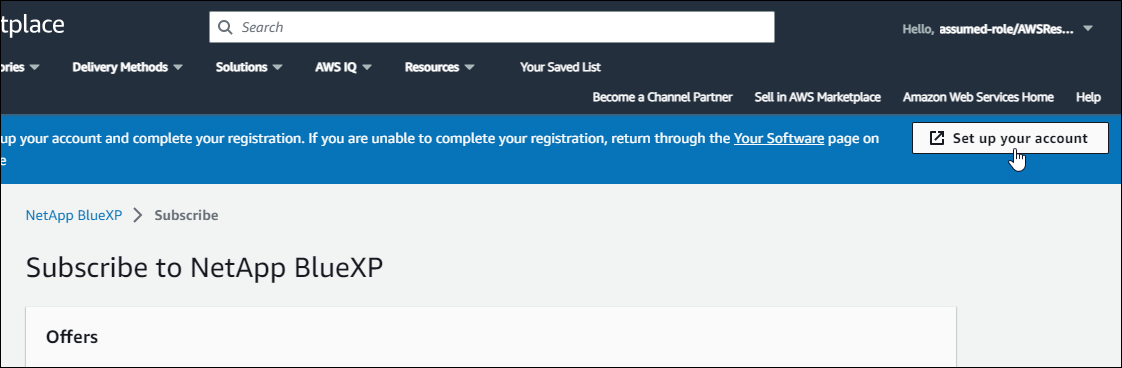 tplace
Search
Hello, assumed-role/AWSRes...
ories Delivery Methods Solutions AWS IQ Resources Your Saved List
Become a Channel Partner Sell in AWS Marketplace Amazon Web Services Home Help
up your account and complete your registration. If you are unable to complete your registration, return through the Your Software page on
e
Set up your account
NetApp BlueXP > Subscribe
Subscribe to NetApp BlueXP
Offers